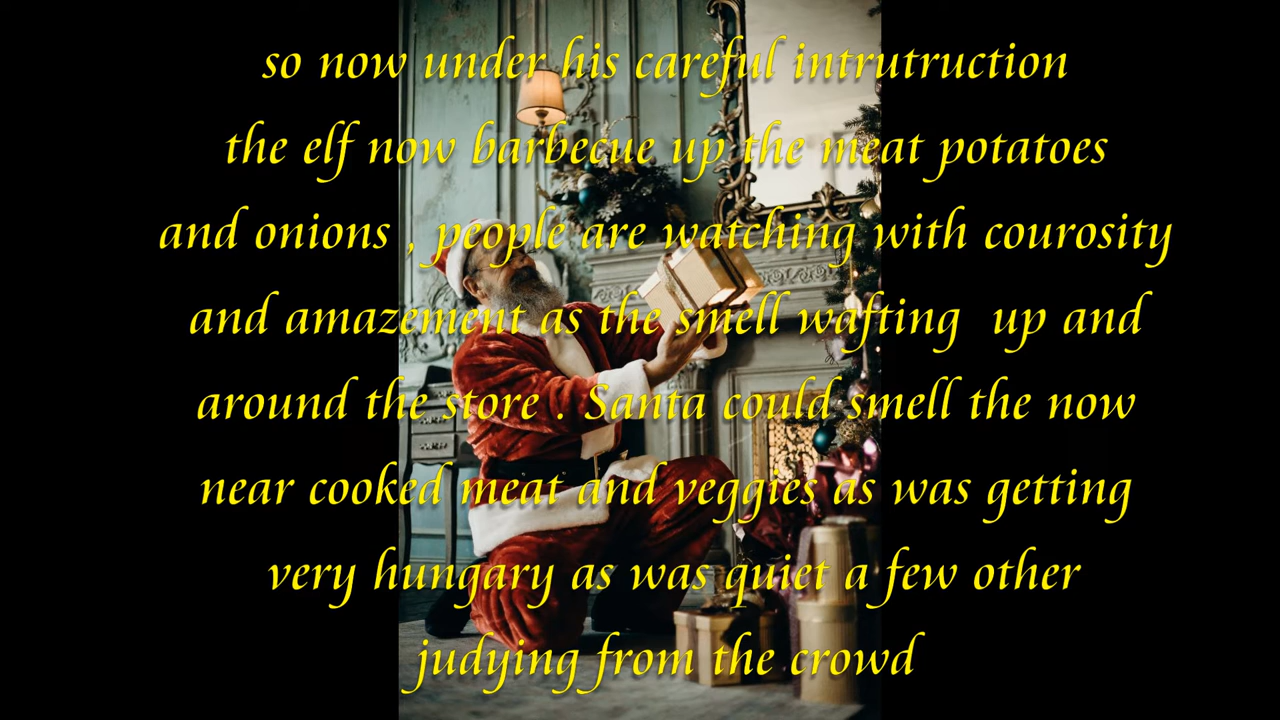 so now under his careful intrutruction
the elf now barbecue up the meat potatoes
and onions , people are watching with courosity
and amazement as the smell wafting up and
around the store . Santa could smell the now
near cooked meat and veggies as was getting
very hungary as was quiet a few other
judying from the crowd